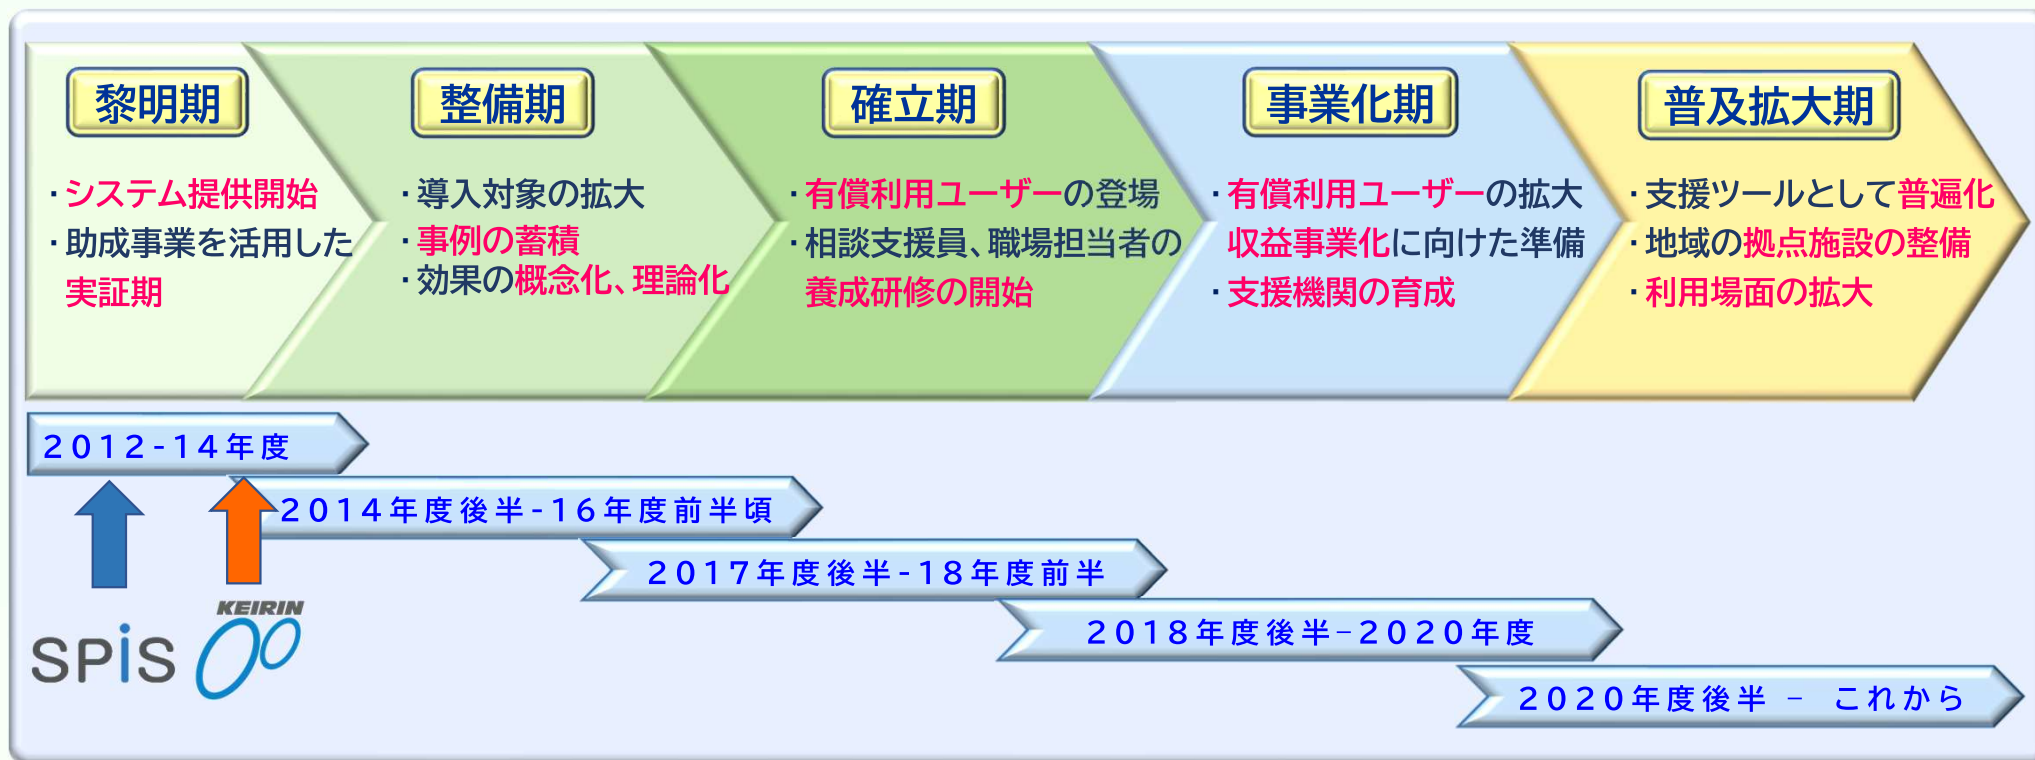 黎明期
・システム提供開始
・助成事業を活用した
実証期
整備期
・導入対象の拡大
・事例の蓄積
・効果の概念化、理論化
確立期
・有償利用ユーザーの登場
・相談支援員、職場担当者の
養成研修の開始
事業化期
・有償利用ユーザーの拡大
収益事業化に向けた準備
・支援機関の育成
普及拡大期
・支援ツールとして普遍化
・地域の拠点施設の整備
・利用場面の拡大
2012-14年度
2014年度後半-16年度前半頃
2017年度後半-18年度前半
2018年度後半−2020年度
2020年度後半 − これから
SPiS
KEIRIN